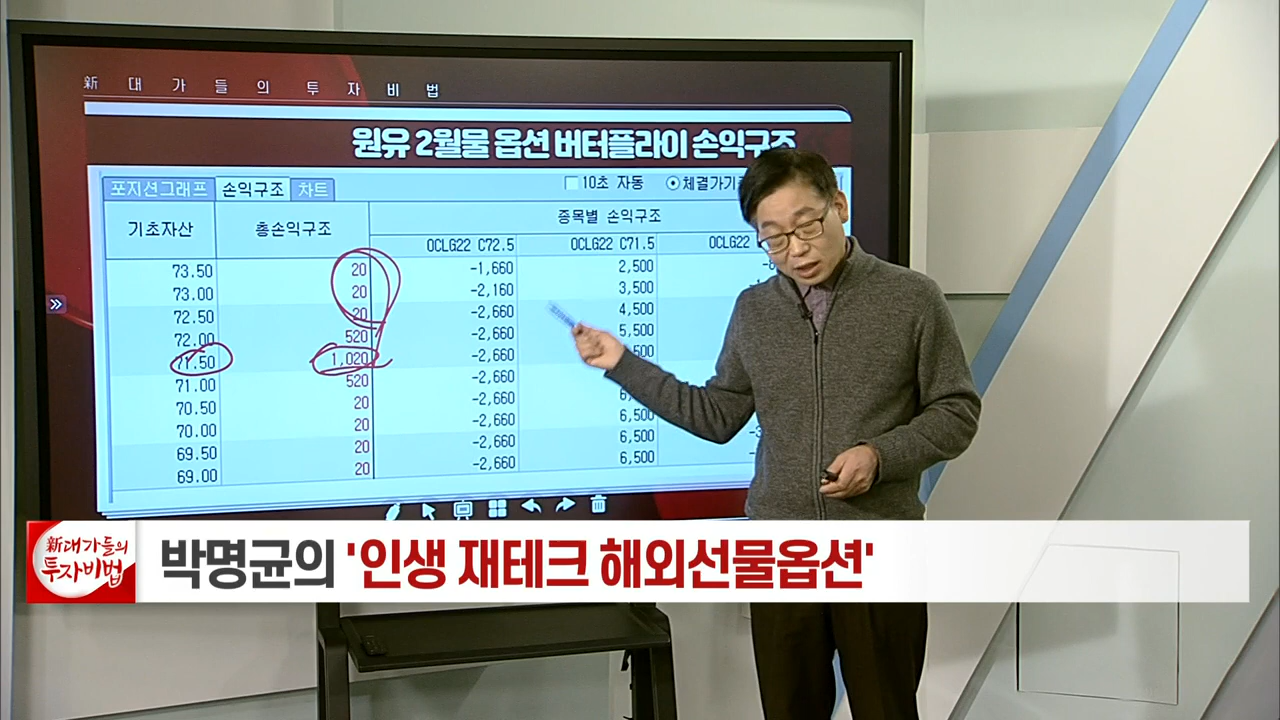 新 대 가 들 의 투 자 비 법
원유 2월물 옵션 버터플라이 손익구조
포지션그래프 손익구조 차트 10초 자동 체결가기준
기초자산 총손익구조 종목별 손익구조
OCLG22 C72.5 OCLG22 C71.5 OCLG22
73.50 20 -1,660 2,500
73.00 20 -2,160 3,500
72.50 20 -2,660 4,500
72.00 520 -2,660 5,500
71.50 1,020 -2,660
71.00 520 -2,660
70.50 20 -2,660
70.00 20 -2,660 6,500
69.50 20 -2,660 6,500
69.00 20 -2,660 6,500
新대가들의
투자비법
박명균의 '인생 재테크 해외선물옵션'